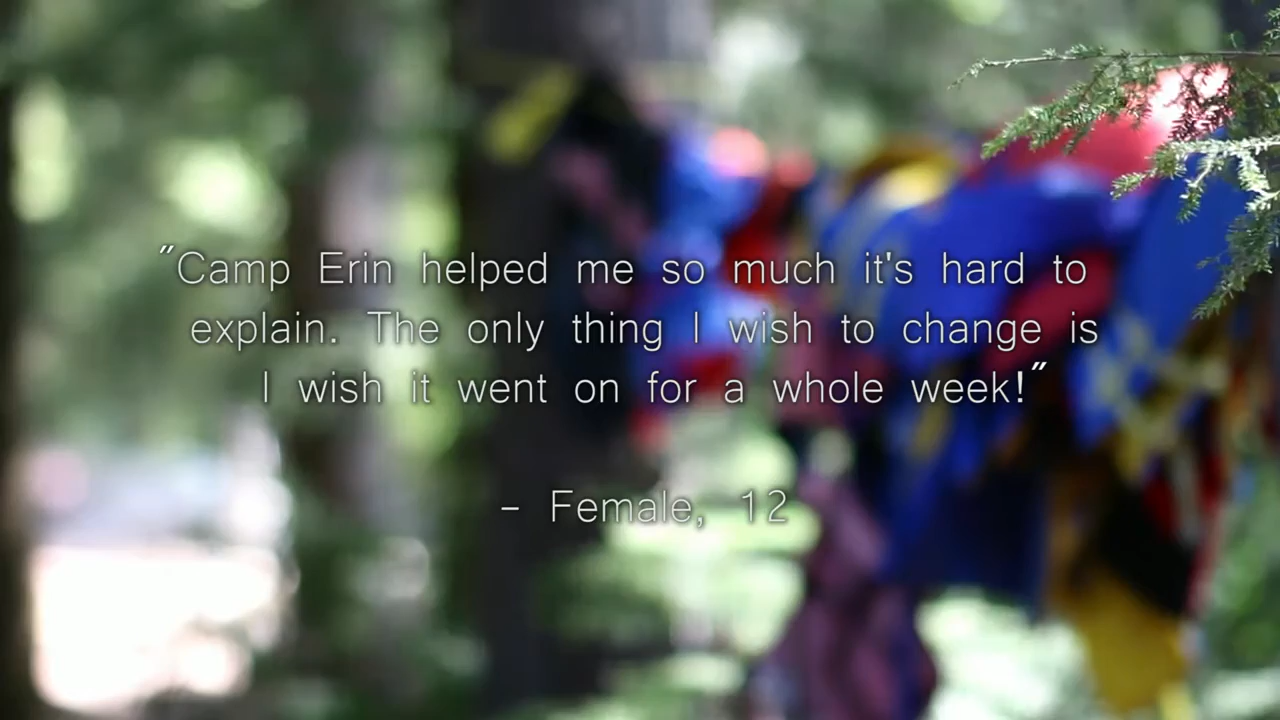 "Camp Erin helped me so much it's hard to
explain. The only thing I wish to change is
I wish it went on for a whole week!"
- Female, 12